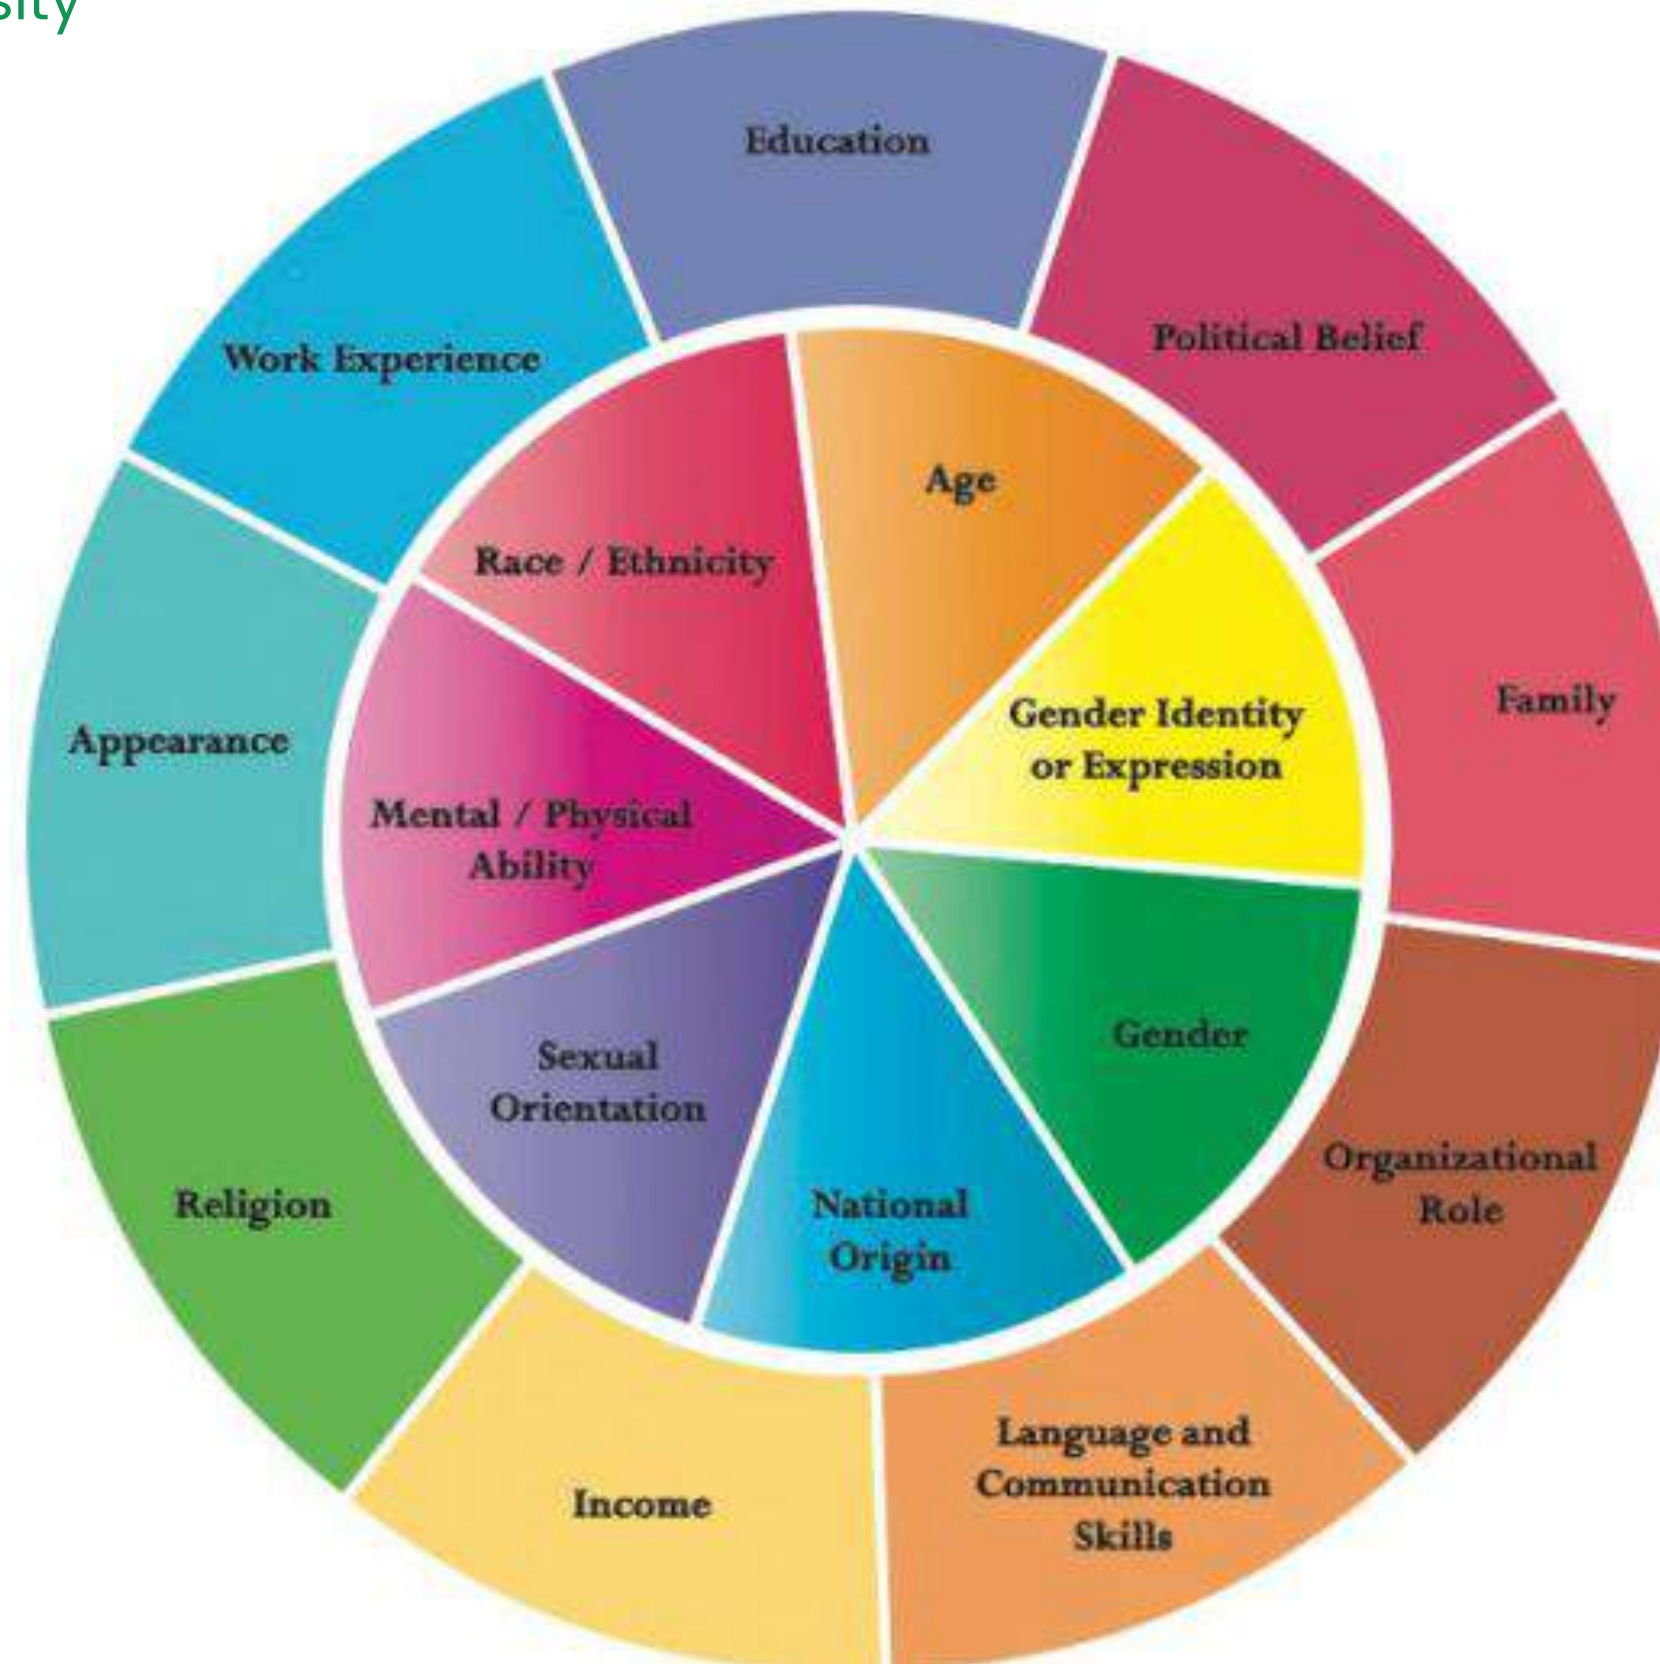 sity
Education
Political Belief
Work Experience
Age
Race / Ethnicity
Family
Gender Identity
or Expression
Appearance
Mental / Physical
Ability
Gender
Sexual
Orientation
Organizational
Role
National
Origin
Religion
Language and
Communication
Skills
Income